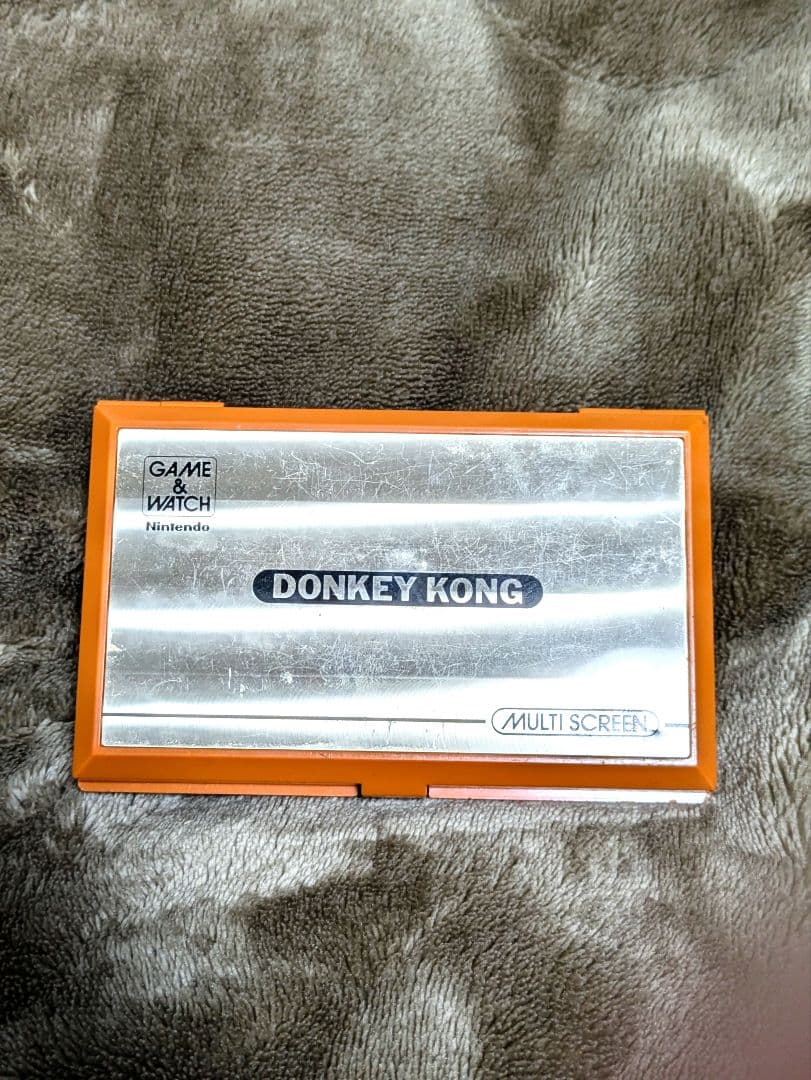 GAME
&
WATCH
Nintendo
DONKEY KONG
MULTI SCREEN